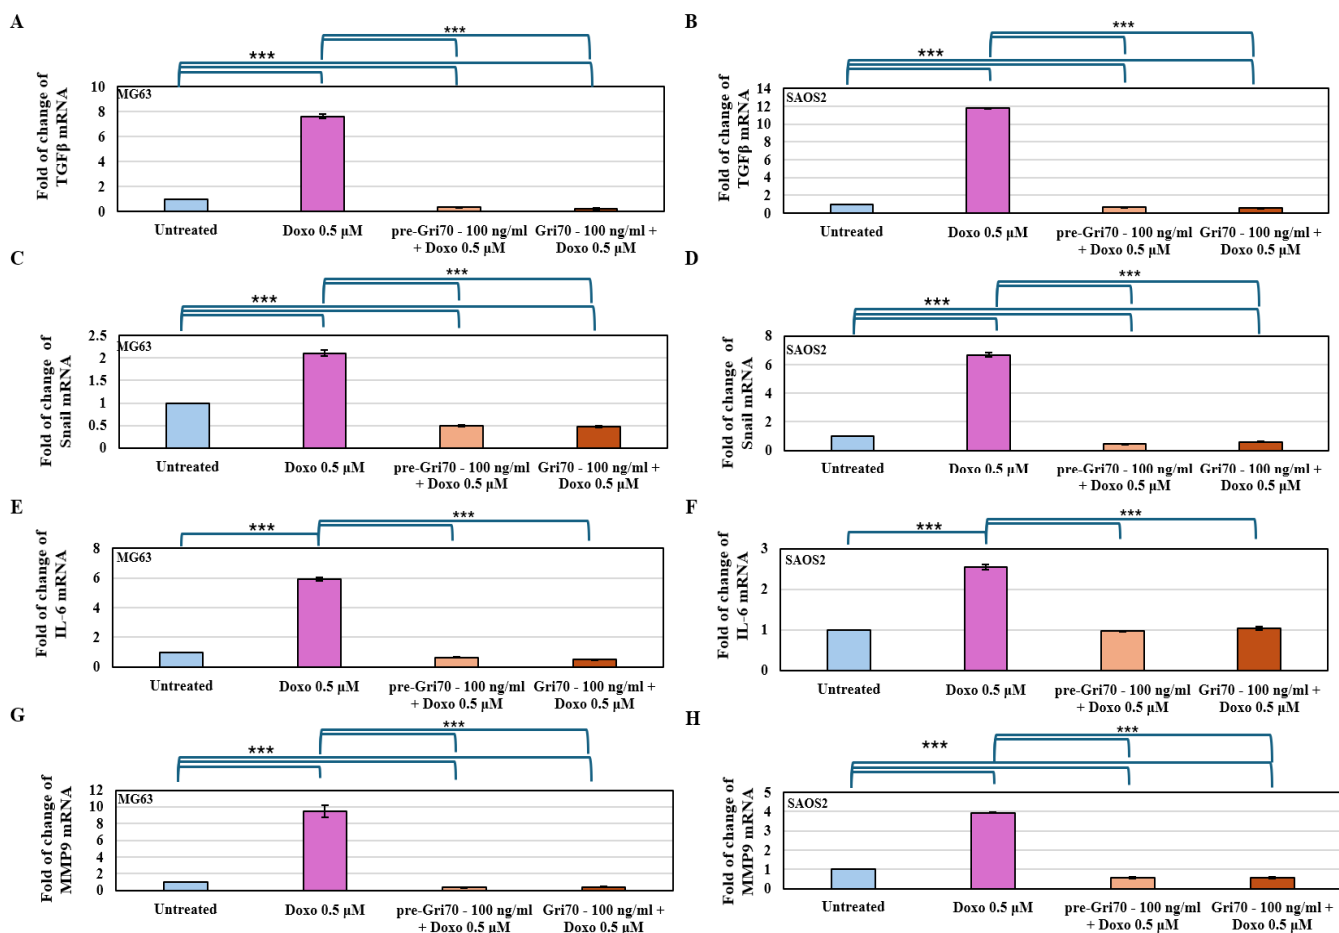 A
***
***
Fold of change of
TGFβ mRNA
MG63
10
8
6
4
2
0
Untreated
Doxo 0.5 µM
pre-Gri70 - 100 ng/ml
+ Doxo 0.5 µM
Gri70 - 100 ng/ml +
Doxo 0.5 µM
B
***
***
Fold of change of
TGFβ mRNA
SAOS2
14
12
10
8
6
4
2
0
Untreated
Doxo 0.5 µM
pre-Gri70 - 100 ng/ml
+ Doxo 0.5 µM
Gri70 - 100 ng/ml +
Doxo 0.5 µM
C
***
***
Fold of change of
Snail mRNA
MG63
2.5
2
1.5
1
0.5
0
Untreated
Doxo 0.5 µM
pre-Gri70 - 100 ng/ml
+ Doxo 0.5 µM
Gri70 - 100 ng/ml +
Doxo 0.5 µM
D
***
***
Fold of change of
Snail mRNA
SAOS2
8
6
4
2
0
Untreated
Doxo 0.5 µM
pre-Gri70 - 100 ng/ml
+ Doxo 0.5 µM
Gri70 - 100 ng/ml +
Doxo 0.5 µM
E
***
***
Fold of change of
IL-6 mRNA
MG63
8
6
4
2
0
Untreated
Doxo 0.5 µM
pre-Gri70 - 100 ng/ml
+ Doxo 0.5 µM
Gri70 - 100 ng/ml +
Doxo 0.5 µM
F
***
***
Fold of change of
IL-6 mRNA
SAOS2
3
2
1
0
Untreated
Doxo 0.5 µM
pre-Gri70 - 100 ng/ml
+ Doxo 0.5 µM
Gri70 - 100 ng/ml +
Doxo 0.5 µM
G
***
***
Fold of change of
MMP9 mRNA
MG63
12
10
8
6
4
2
0
Untreated
Doxo 0.5 µM
pre-Gri70 - 100 ng/ml
+ Doxo 0.5 µM
Gri70 - 100 ng/ml +
Doxo 0.5 µM
H
***
***
Fold of change of
MMP9 mRNA
SAOS2
5
4
3
2
1
0
Untreated
Doxo 0.5 µM
pre-Gri70 - 100 ng/ml
+ Doxo 0.5 µM
Gri70 - 100 ng/ml +
Doxo 0.5 µM